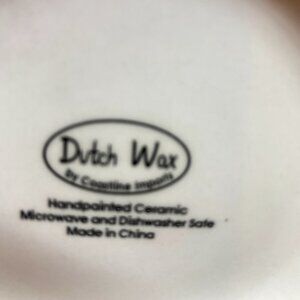 Dutch Wax
by Coastline Imports
Handpainted Ceramic
Microwave and Dishwasher Safe
Made in China